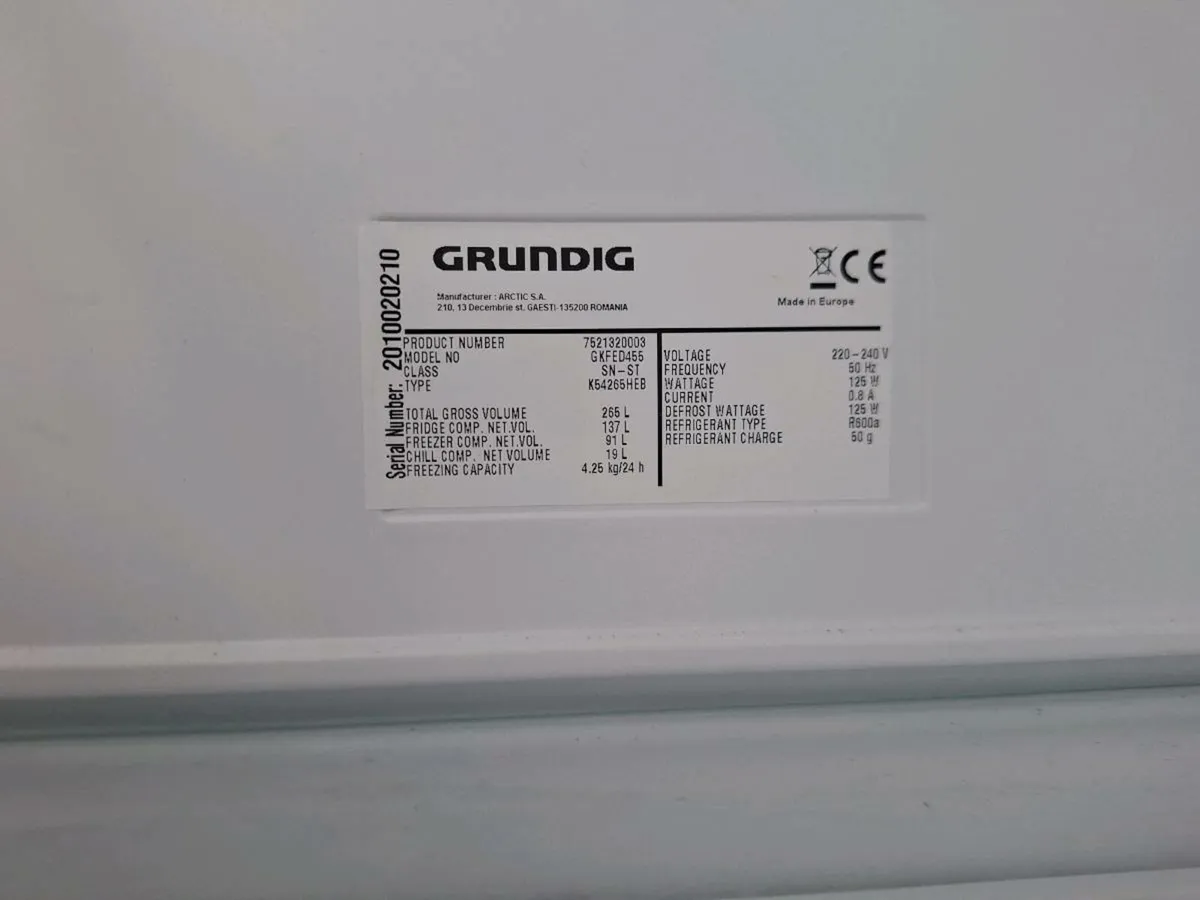 GRUNDIG
Manufacturer : ARCTIC S.A.
210, 13 Decembrie st. GAESTI-135200 ROMANIA
CE
Made in Europe
Serial Number: 2010020210
PRODUCT NUMBER 7521320003
MODEL NO GKFED455
CLASS SN-ST
TYPE K54265HEB
TOTAL GROSS VOLUME 265 L
FRIDGE COMP. NET.VOL. 137 L
FREEZER COMP. NET.VOL. 91 L
CHILL COMP. NET VOLUME 19 L
FREEZING CAPACITY 4.25 kg/24 h
VOLTAGE 220-240 V
FREQUENCY 50 Hz
WATTAGE 125 W
CURRENT 0.8 A
DEFROST WATTAGE 125 W
REFRIGERANT TYPE R600a
REFRIGERANT CHARGE 50 g